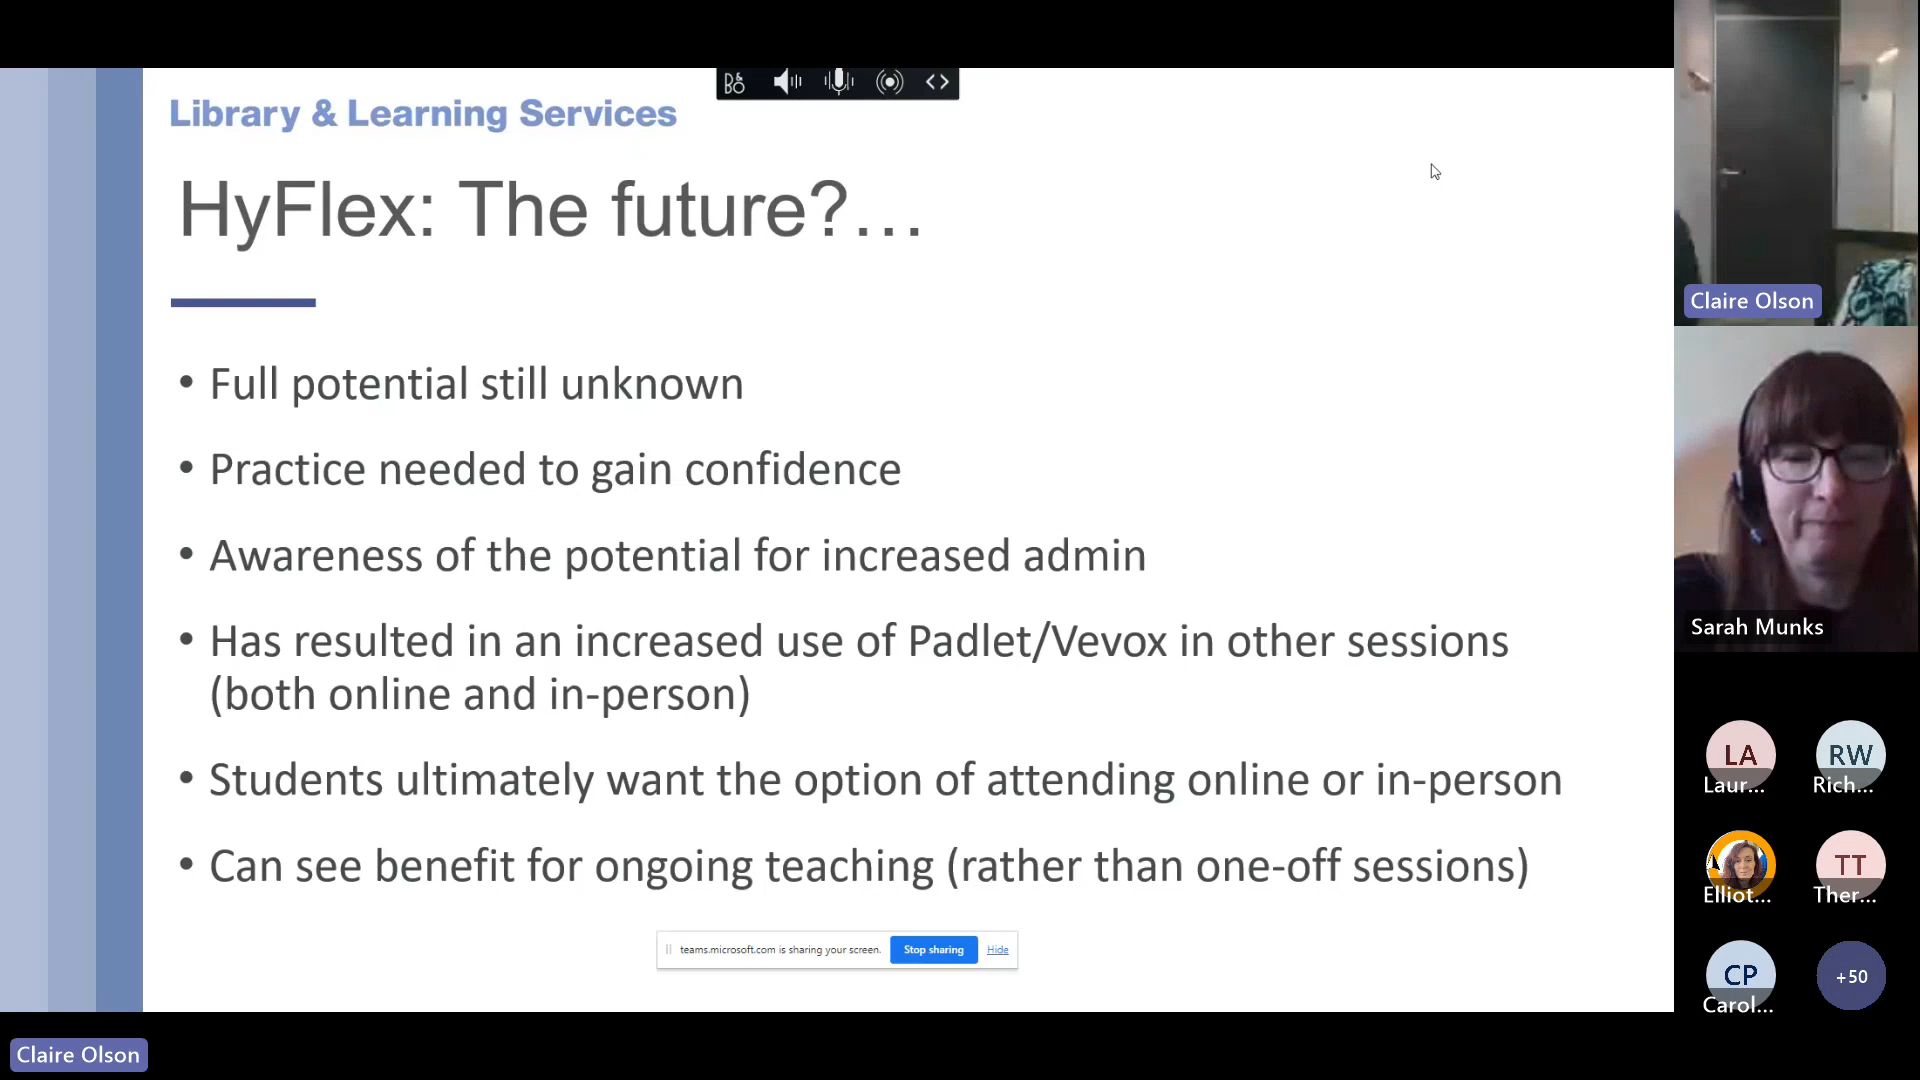 Library & Learning Services
HyFlex: The future?...
• Full potential still unknown
• Practice needed to gain confidence
• Awareness of the potential for increased admin
• Has resulted in an increased use of Padlet/Vevox in other sessions
(both online and in-person)
• Students ultimately want the option of attending online or in-person
• Can see benefit for ongoing teaching (rather than one-off sessions)
teams.microsoft.com is sharing your screen. Stop sharing Hide
Claire Olson
Sarah Munks
LA RW
Laur... Rich...
TT
Elliot... Ther...
CP +50
Carol...
Claire Olson